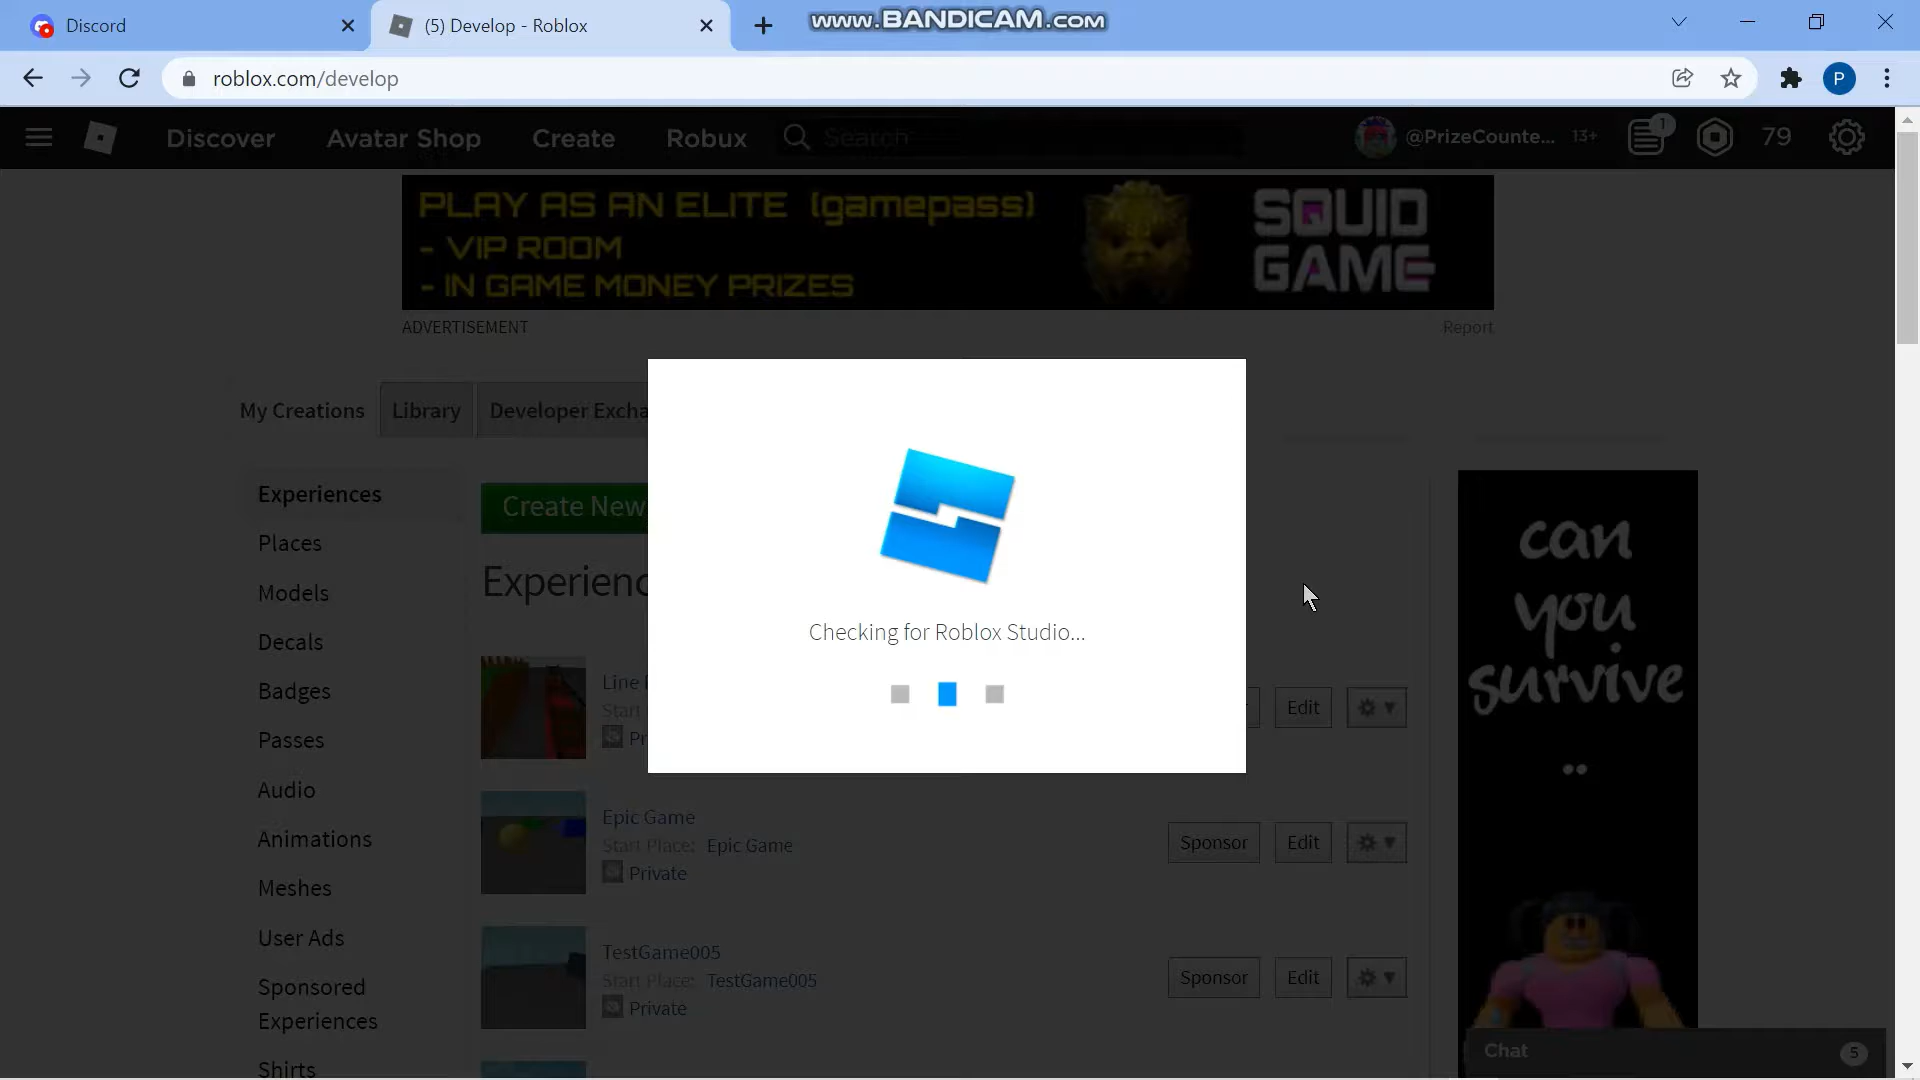 Discord
(5) Develop - Roblox
www.BANDICAM.com
roblox.com/develop
P
Discover
Avatar Shop
Create
Robux
Search
@PrizeCounte...
13+
1
79
PLAY AS AN ELITE (gamepass)
- VIP ROOM
- IN GAME MONEY PRIZES
SQUID
GAME
ADVERTISEMENT
Report
My Creations
Library
Developer Excha
Experiences
Places
Models
Decals
Badges
Passes
Audio
Animations
Meshes
User Ads
Sponsored
Experiences
Shirts
Create New
Experienc
Line
Start
Pr
Edit
Checking for Roblox Studio...
Epic Game
Start Place: Epic Game
Private
Sponsor
Edit
TestGame005
Start Place: TestGame005
Private
Sponsor
Edit
can
you
survive
..
Chat
5